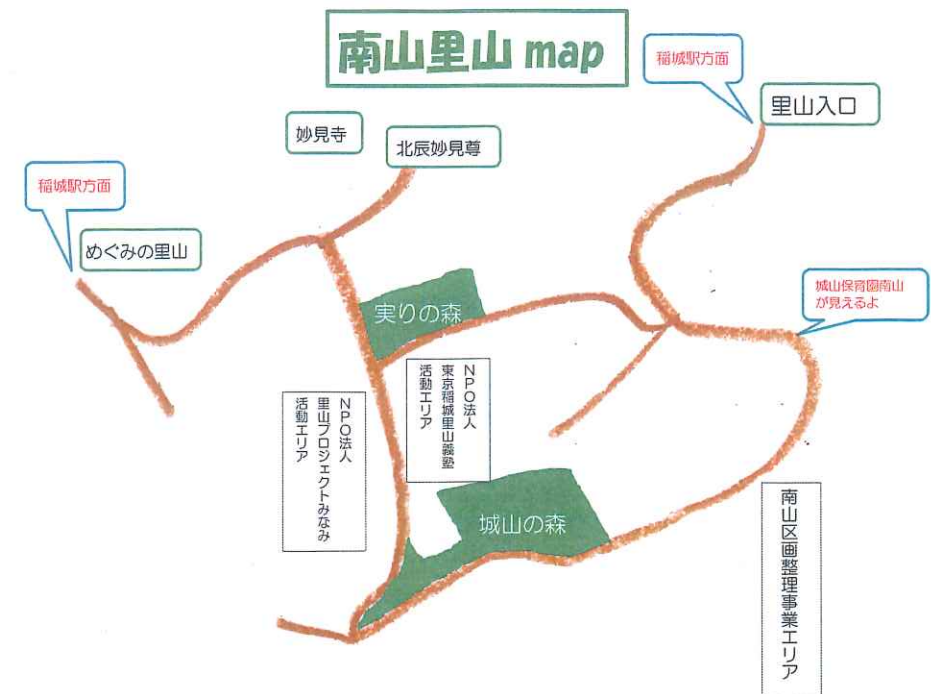 南山里山 map
稲城駅方面
里山入口
妙見寺
北辰妙見尊
稲城駅方面
めぐみの里山
城山保育園南山
が見えるよ
実りの森
NPO法人
東京稲城里山義塾
活動エリア
NPO法人
里山プロジェクトみなみ
活動エリア
城山の森
南山区画整理事業エリア